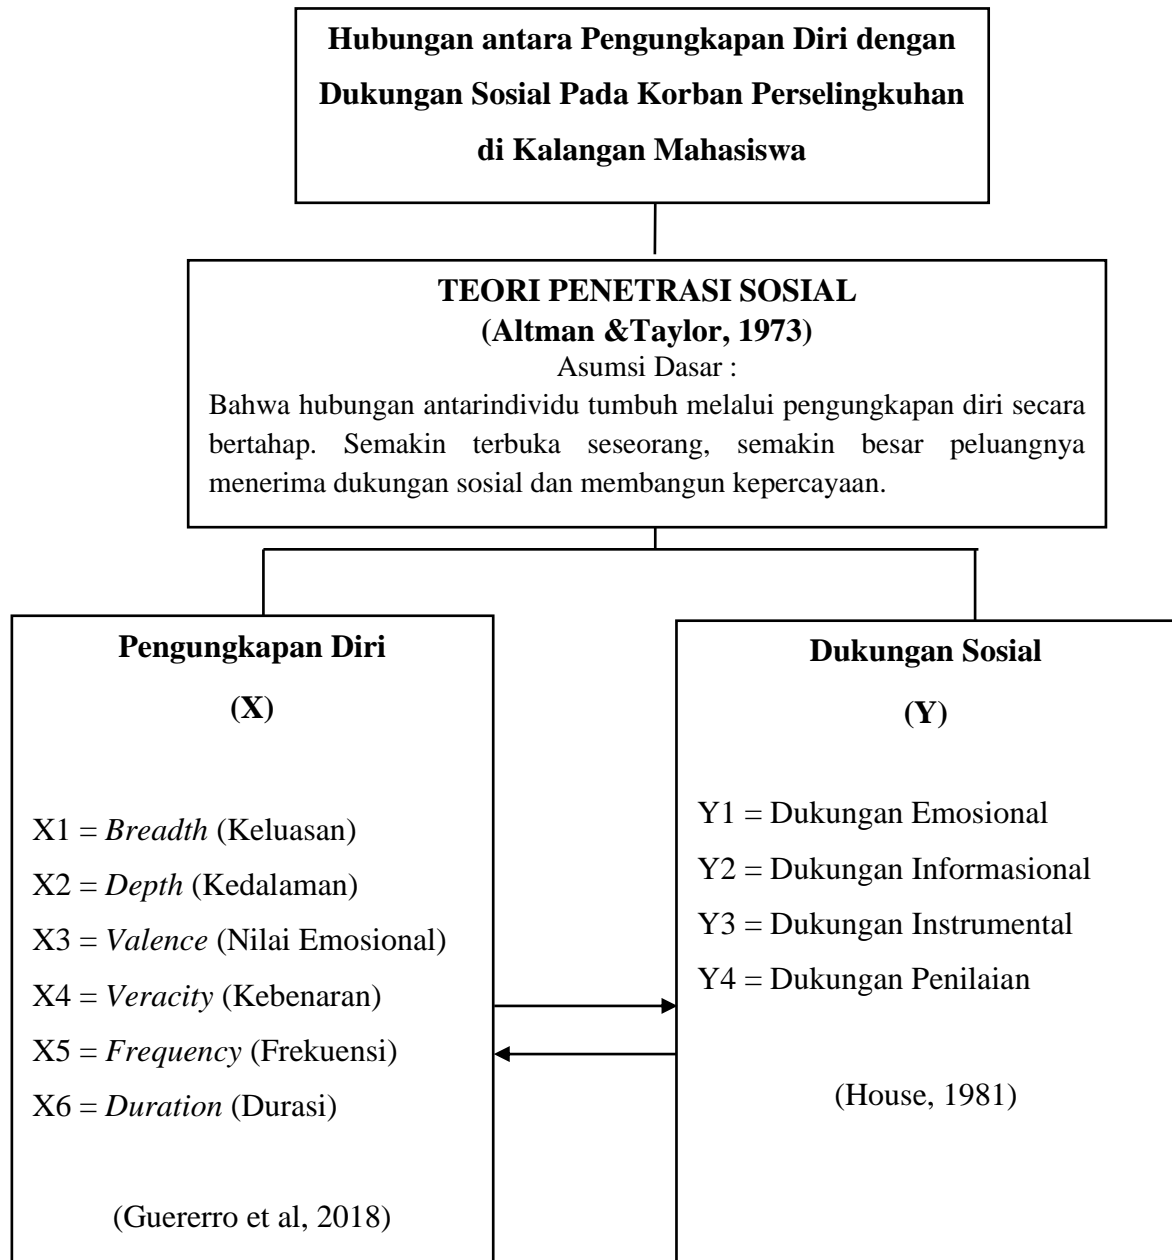 Hubungan antara Pengungkapan Diri dengan
Dukungan Sosial Pada Korban Perselingkuhan
di Kalangan Mahasiswa
TEORI PENETRASI SOSIAL
(Altman &Taylor, 1973)
Asumsi Dasar :
Bahwa hubungan antarindividu tumbuh melalui pengungkapan diri secara
bertahap. Semakin terbuka seseorang, semakin besar peluangnya
menerima dukungan sosial dan membangun kepercayaan.
Pengungkapan Diri
(X)
X1 = Breadth (Keluasan)
X2 = Depth (Kedalaman)
X3 = Valence (Nilai Emosional)
X4 = Veracity (Kebenaran)
X5 = Frequency (Frekuensi)
X6 = Duration (Durasi)
(Guererro et al, 2018)
Dukungan Sosial
(Y)
Y1 = Dukungan Emosional
Y2 = Dukungan Informasional
Y3 = Dukungan Instrumental
Y4 = Dukungan Penilaian
(House, 1981)